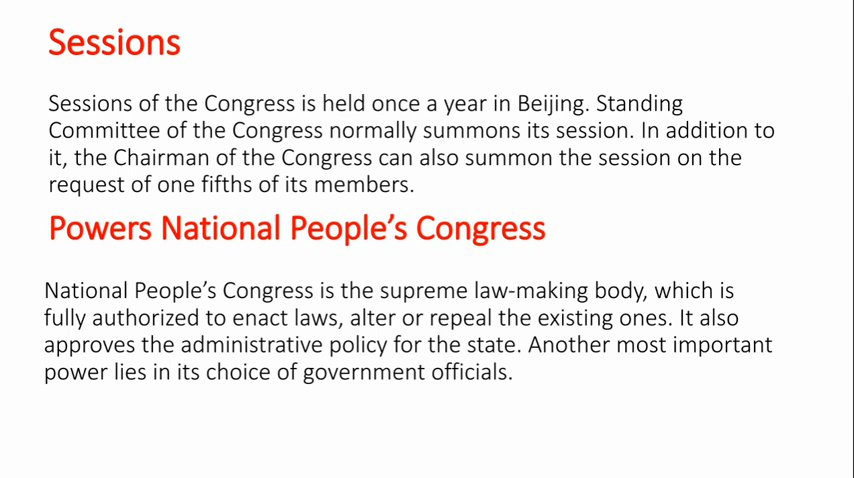 Sessions
Sessions of the Congress is held once a year in Beijing. Standing
Committee of the Congress normally summons its session. In addition to
it, the Chairman of the Congress can also summon the session on the
request of one fifths of its members.
Powers National People’s Congress
National People’s Congress is the supreme law-making body, which is
fully authorized to enact laws, alter or repeal the existing ones. It also
approves the administrative policy for the state. Another most important
power lies in its choice of government officials.